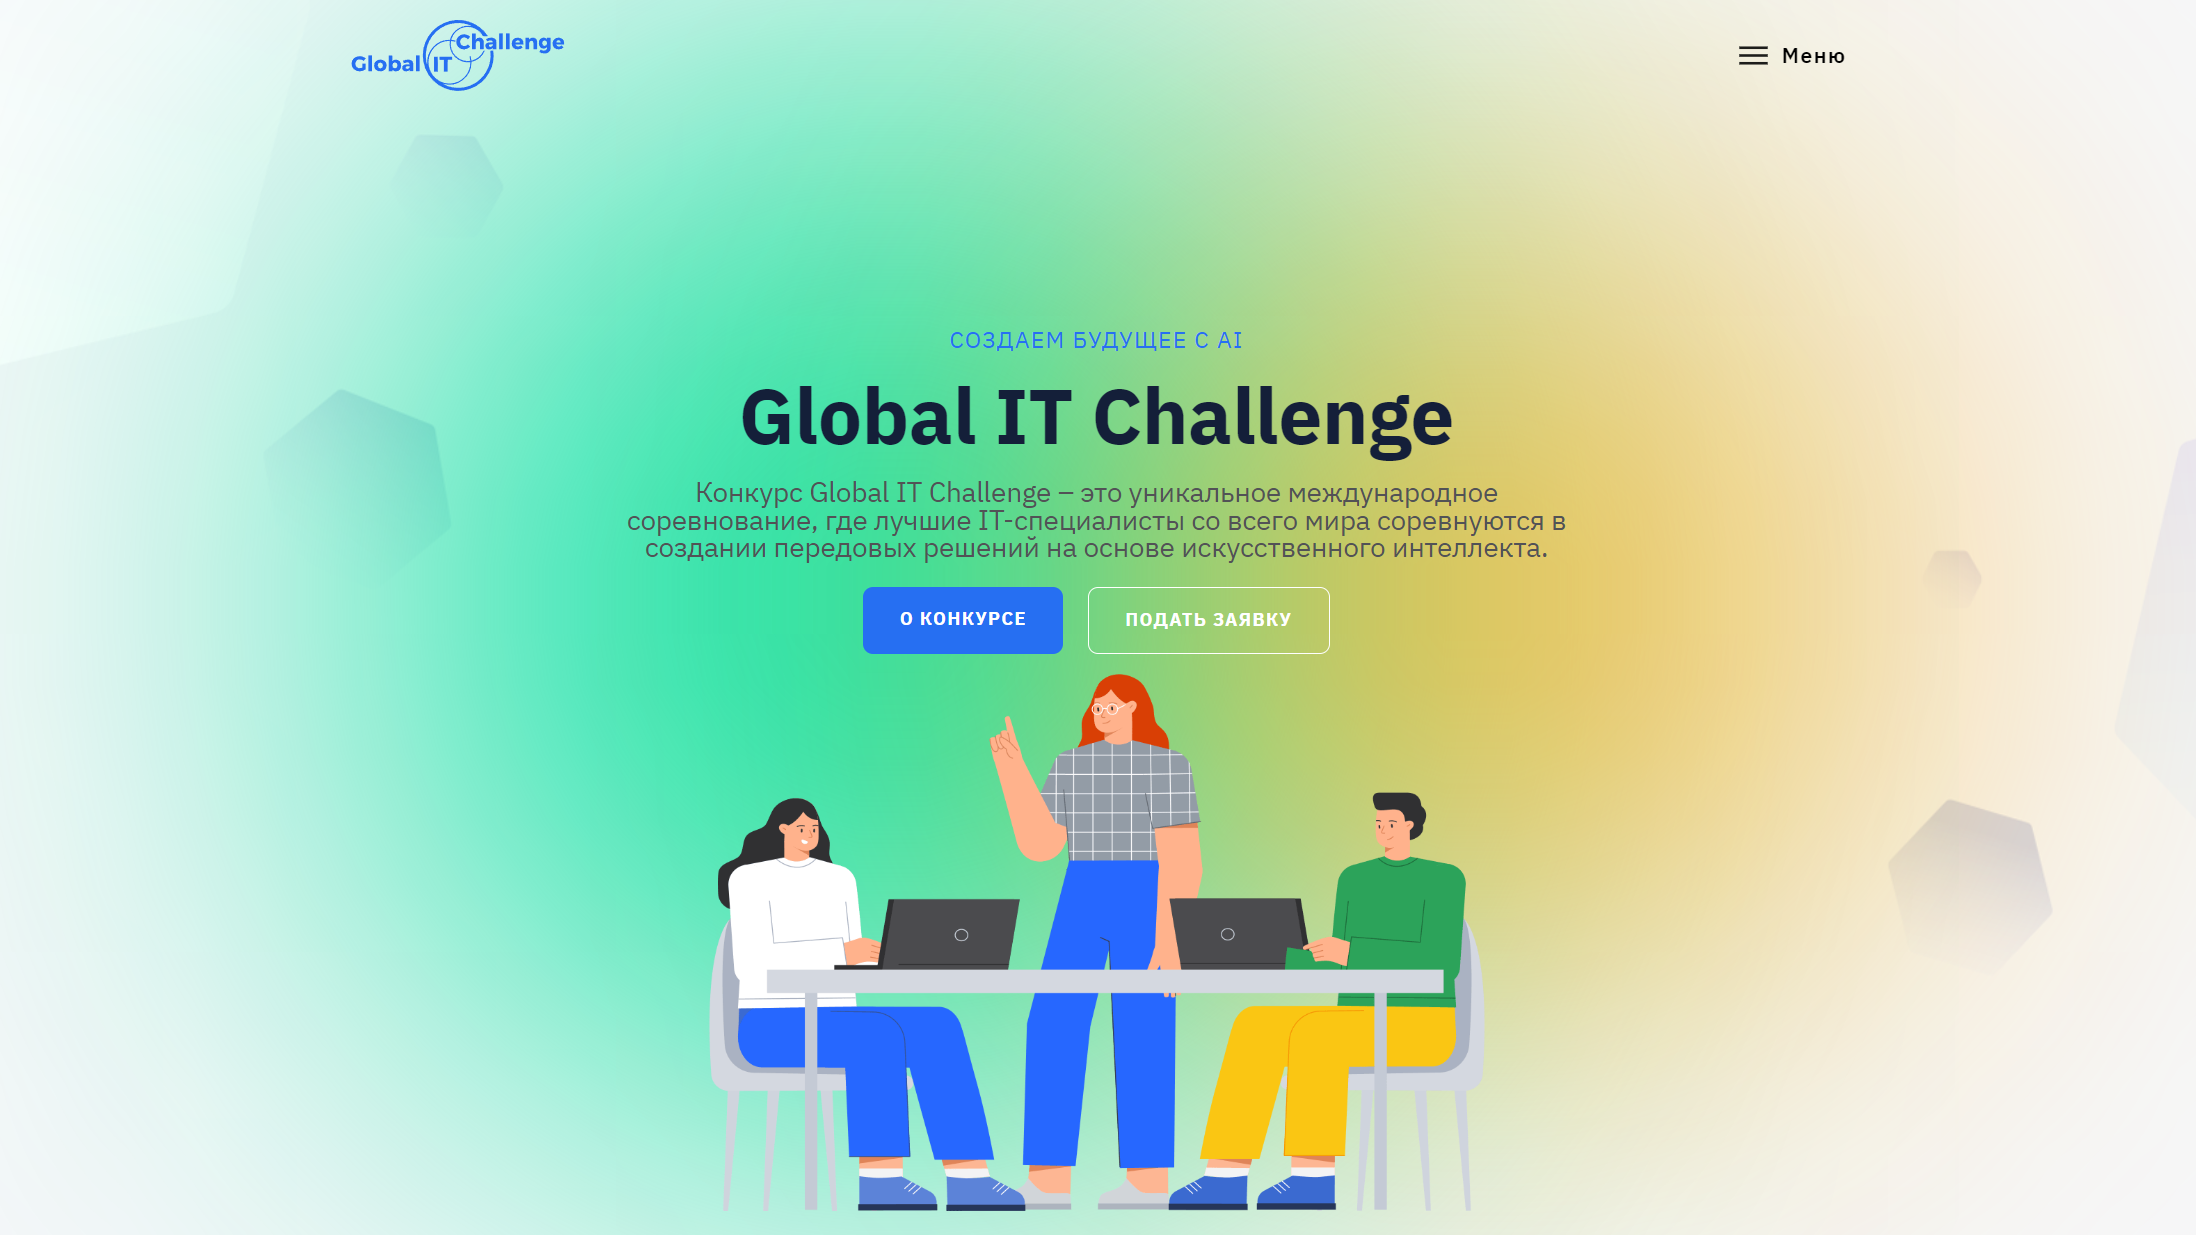 Global IT Challenge
Меню
СОЗДАЕМ БУДУЩЕЕ С AI
Global IT Challenge
Конкурс Global IT Challenge – это уникальное международное
соревнование, где лучшие IT-специалисты со всего мира соревнуются в
создании передовых решений на основе искусственного интеллекта.
О КОНКУРСЕ
ПОДАТЬ ЗАЯВКУ